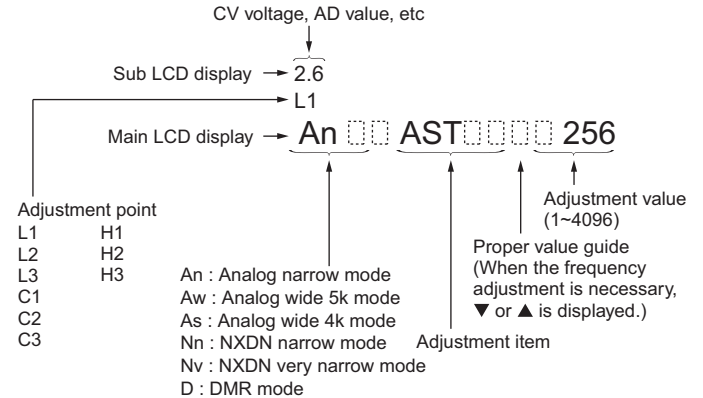 CV voltage, AD value, etc
Sub LCD display
2.6
L1
Main LCD display
An AST 256
Adjustment point
L1 H1
L2 H2
L3 H3
C1
C2
C3
An : Analog narrow mode
Aw : Analog wide 5k mode
As : Analog wide 4k mode
Nn : NXDN narrow mode
Nv : NXDN very narrow mode
D : DMR mode
Adjustment item
Proper value guide
(When the frequency
adjustment is necessary,
▼ or ▲ is displayed.)
Adjustment value
(1~4096)